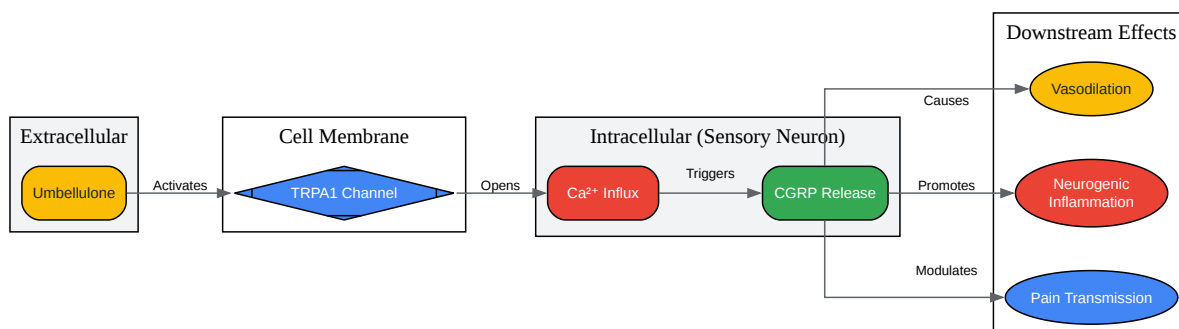 Downstream Effects
Vasodilation
Causes
Extracellular
Cell Membrane
Intracellular (Sensory Neuron)
Umbellulone
Activates
TRPA1 Channel
Opens
Ca²⁺ Influx
Triggers
CGRP Release
Promotes
Neurogenic
Inflammation
Modulates
Pain Transmission